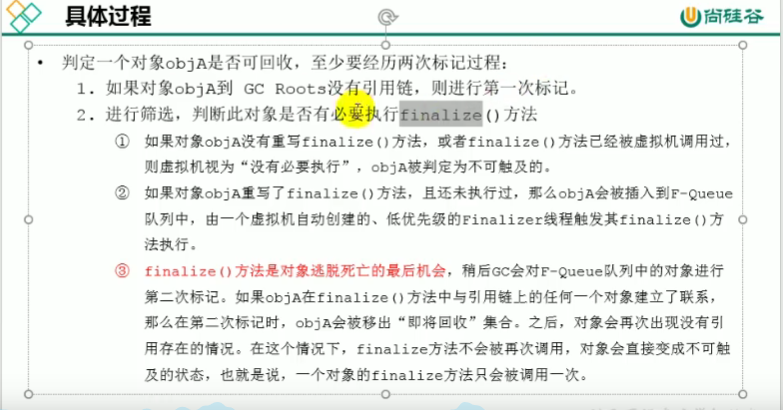 具体过程
尚硅谷
• 判定一个对象objA是否可回收，至少要经历两次标记过程：
1. 如果对象objA到 GC Roots没有引用链，则进行第一次标记。
2. 进行筛选，判断此对象是否有必要执行finalize()方法
① 如果对象objA没有重写finalize()方法，或者finalize()方法已经被虚拟机调用过，
则虚拟机视为“没有必要执行”，objA被判定为不可触及的。
② 如果对象objA重写了finalize()方法，且还未执行过，那么objA会被插入到F-Queue
队列中，由一个虚拟机自动创建的、低优先级的Finalizer线程触发其finalize()方
法执行。
③ finalize()方法是对象逃脱死亡的最后机会，稍后GC会对F-Queue队列中的对象进行
第二次标记。如果objA在finalize()方法中与引用链上的任何一个对象建立了联系，
那么在第二次标记时，objA会被移出“即将回收”集合。之后，对象会再次出现没有引
用存在的情况。在这个情况下，finalize方法不会被再次调用，对象会直接变成不可触
及的状态，也就是说，一个对象的finalize方法只会被调用一次。